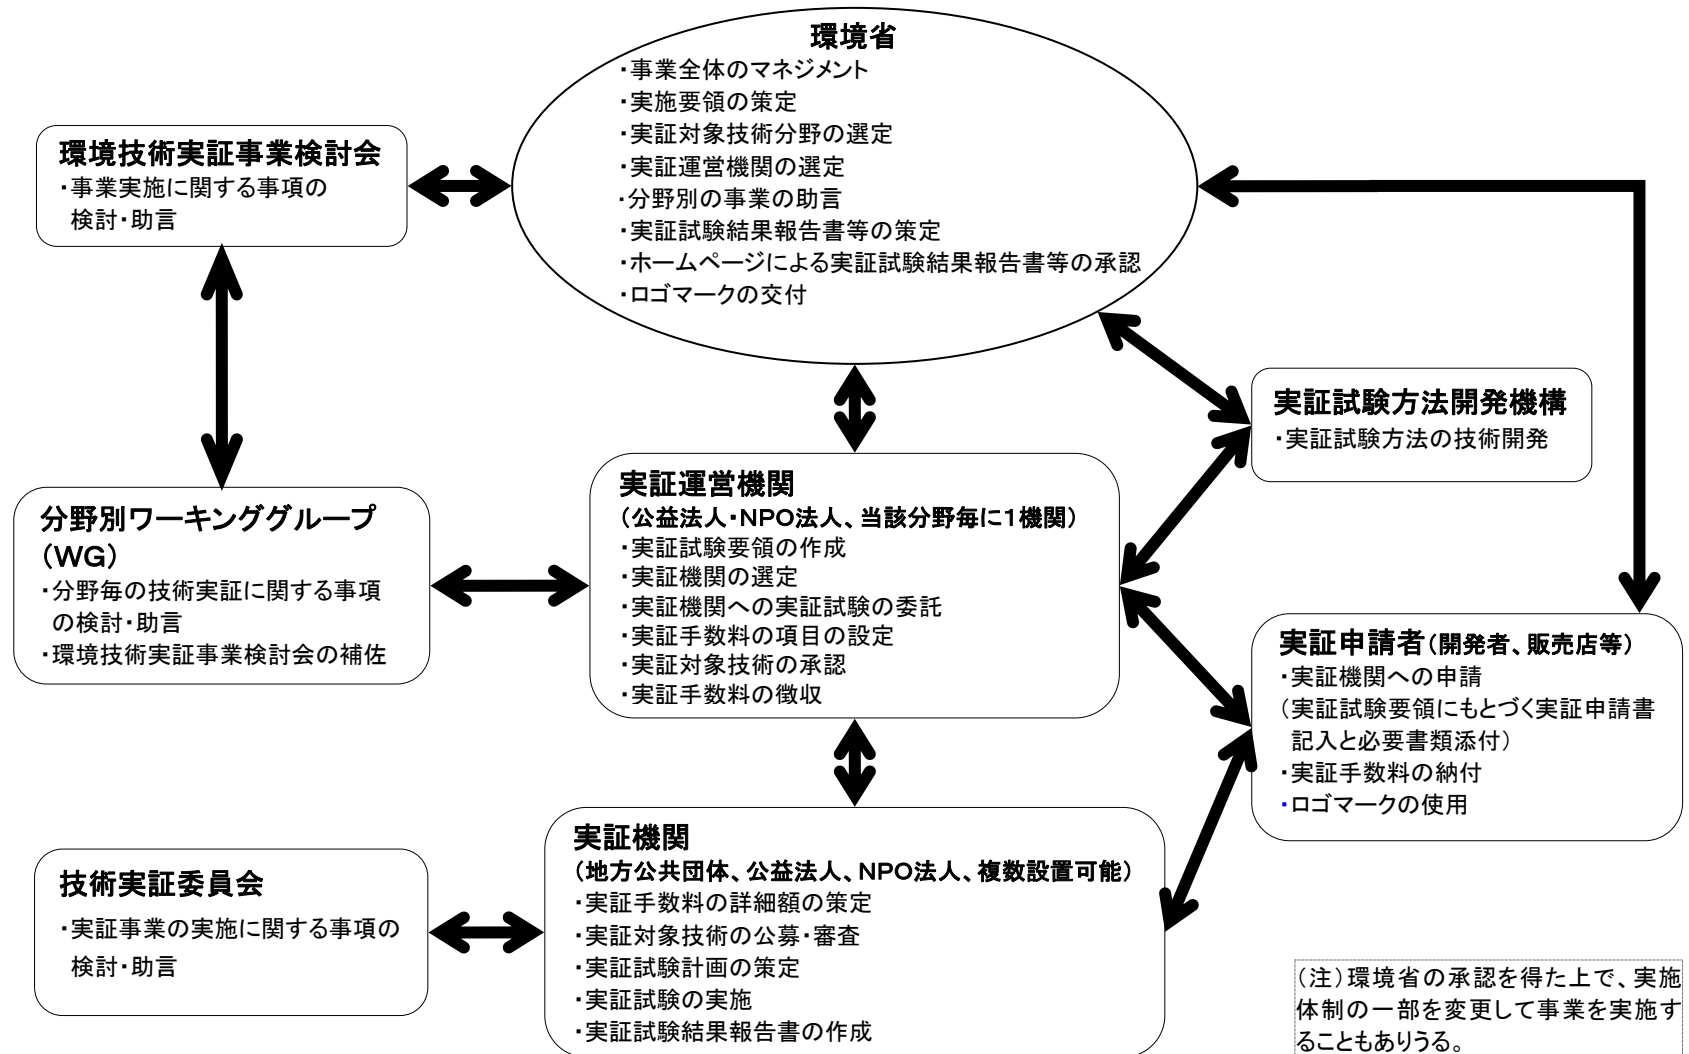 環境省
・事業全体のマネジメント
・実施要領の策定
・実証対象技術分野の選定
・実証運営機関の選定
・分野別の事業の助言
・実証試験結果報告書等の策定
・ホームページによる実証試験結果報告書等の承認
・ロゴマークの交付
環境技術実証事業検討会
・事業実施に関する事項の
検討・助言
実証試験方法開発機構
・実証試験方法の技術開発
分野別ワーキンググループ
（WG）
・分野毎の技術実証に関する事項
の検討・助言
・環境技術実証事業検討会の補佐
実証運営機関
（公益法人・NPO法人、当該分野毎に1機関）
・実証試験要領の作成
・実証機関の選定
・実証機関への実証試験の委託
・実証手数料の項目の設定
・実証対象技術の承認
・実証手数料の徴収
実証申請者（開発者、販売店等）
・実証機関への申請
（実証試験要領にもとづく実証申請書
記入と必要書類添付）
・実証手数料の納付
・ロゴマークの使用
技術実証委員会
・実証事業の実施に関する事項の
検討・助言
実証機関
（地方公共団体、公益法人、NPO法人、複数設置可能）
・実証手数料の詳細額の策定
・実証対象技術の公募・審査
・実証試験計画の策定
・実証試験の実施
・実証試験結果報告書の作成
（注）環境省の承認を得た上で、実施
体制の一部を変更して事業を実施す
ることもありうる。